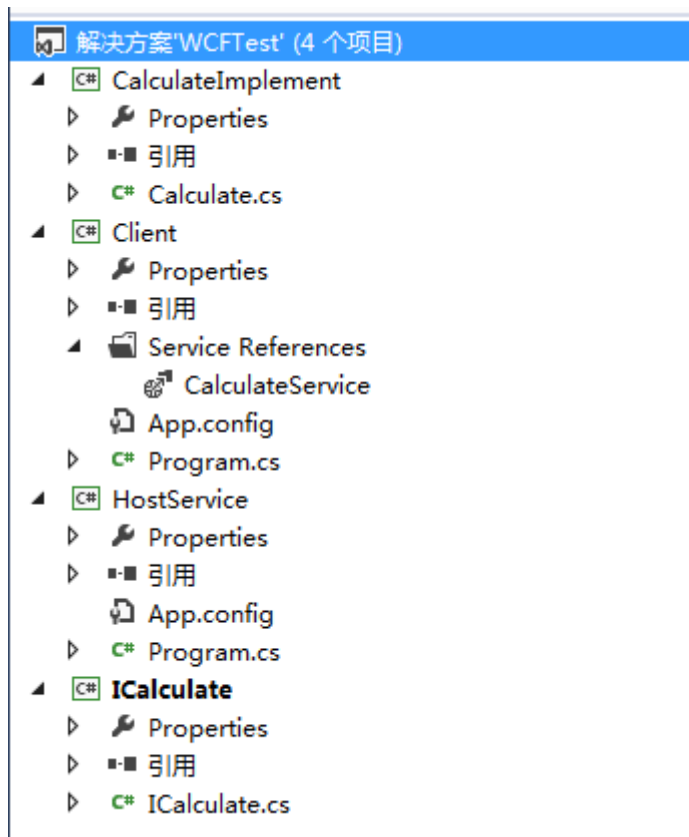 解决方案'WCFTest' (4 个项目)
C# CalculateImplement
Properties
引用
C# Calculate.cs
C# Client
Properties
引用
Service References
CalculateService
App.config
C# Program.cs
C# HostService
Properties
引用
App.config
C# Program.cs
C# ICalculate
Properties
引用
C# ICalculate.cs